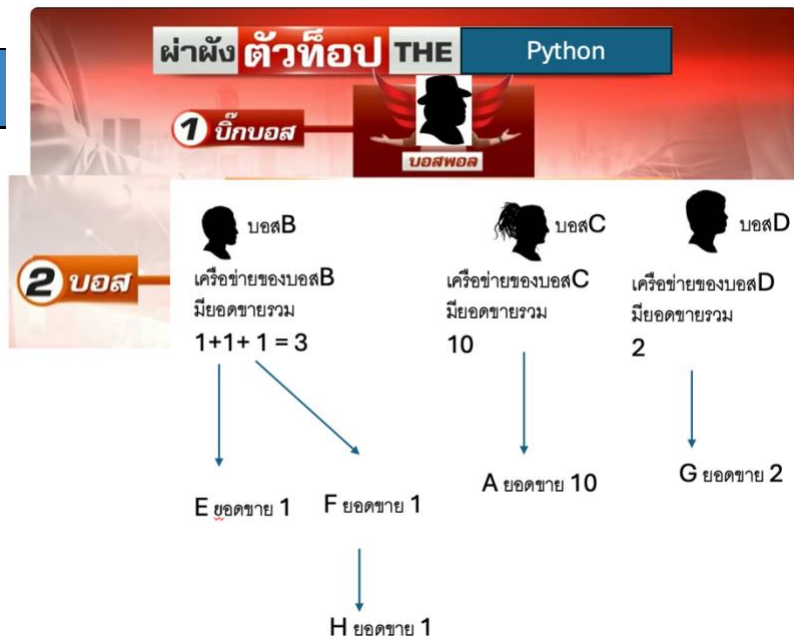 ผ่าผัง ตัวท็อป THE Python
1 บิ๊กบอส
บอสพอล
2 บอส
บอสB
เครือข่ายของบอสB
มียอดขายรวม
1+1+ 1 = 3
บอสC
เครือข่ายของบอสC
มียอดขายรวม
10
บอสD
เครือข่ายของบอสD
มียอดขายรวม
2
E ยอดขาย 1
F ยอดขาย 1
A ยอดขาย 10
G ยอดขาย 2
H ยอดขาย 1